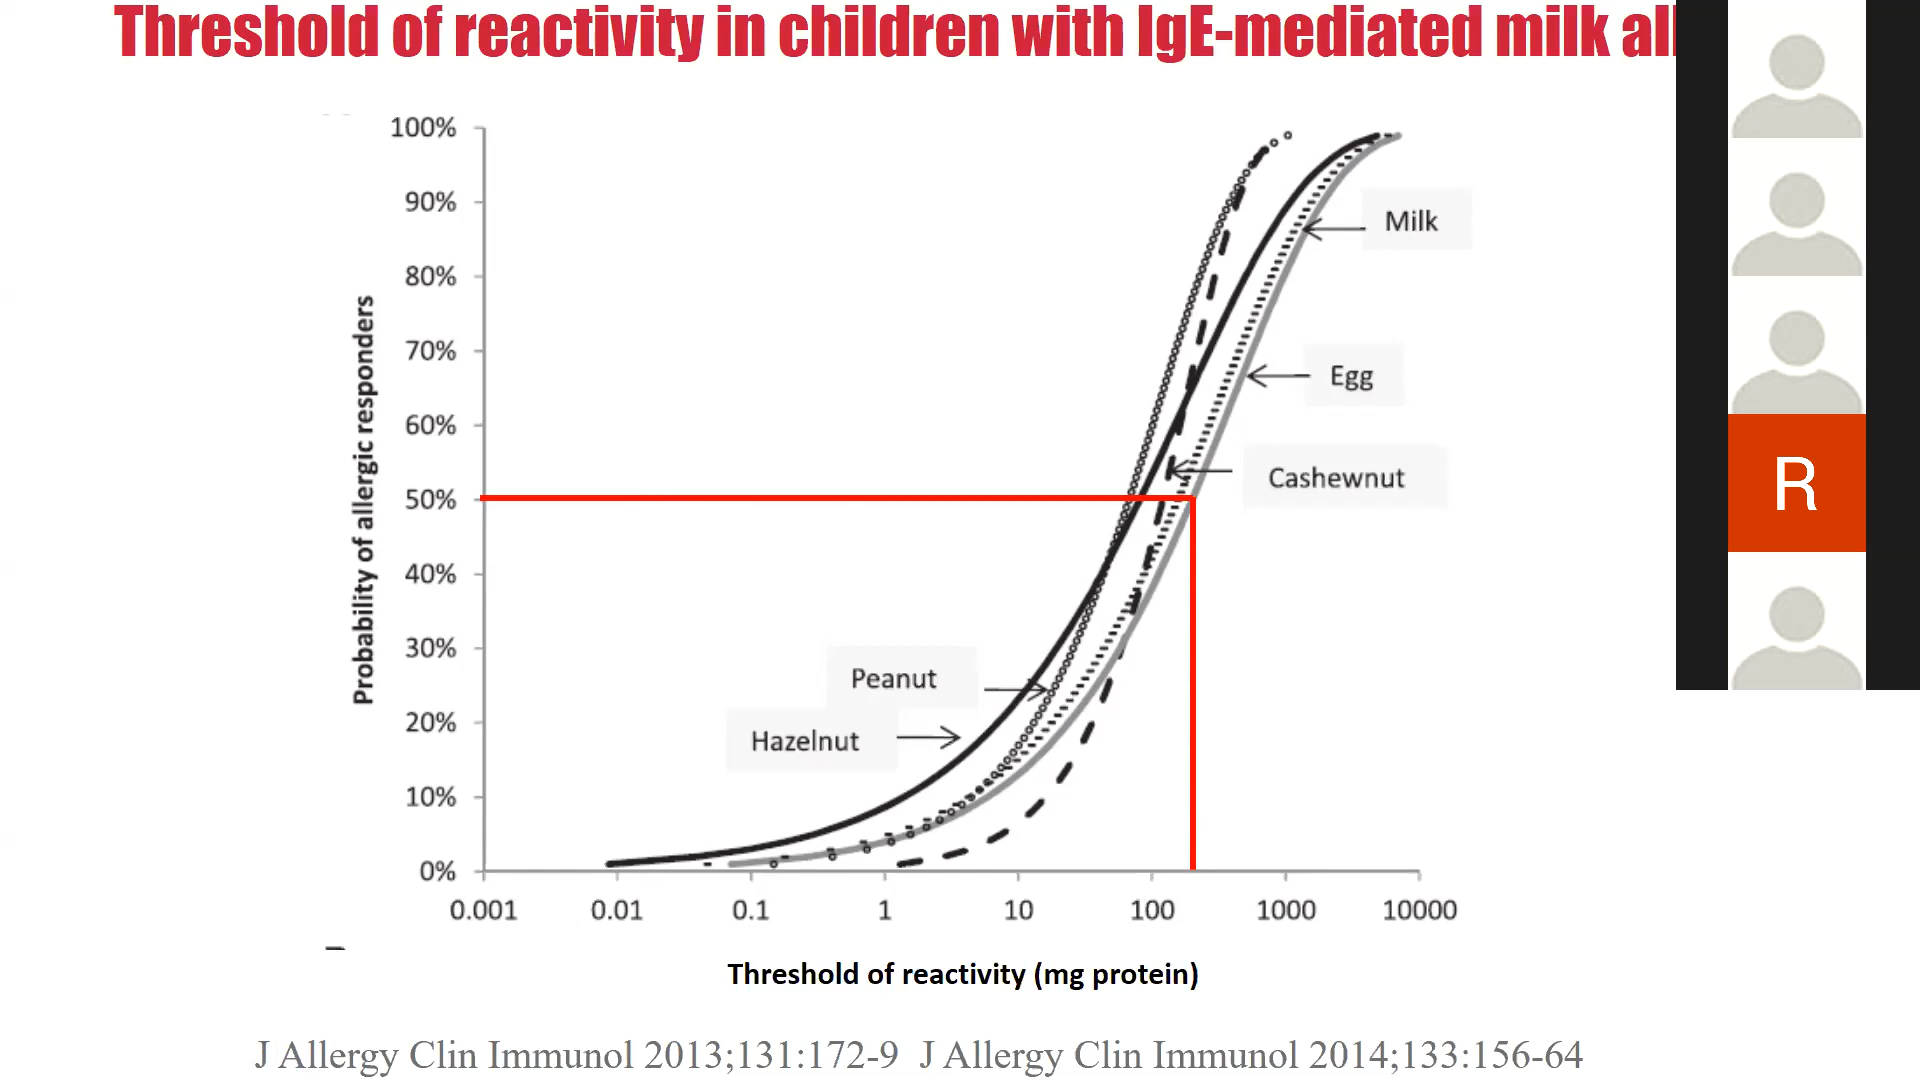 Threshold of reactivity in children with IgE-mediated milk all
100%
90%
80%
70%
60%
50%
40%
30%
20%
10%
0%
Probability of allergic responders
Milk
Egg
Cashewnut
Peanut
Hazelnut
R
0.001 0.01 0.1 1 10 100 1000 10000
Threshold of reactivity (mg protein)
J Allergy Clin Immunol 2013;131:172-9 J Allergy Clin Immunol 2014;133:156-64